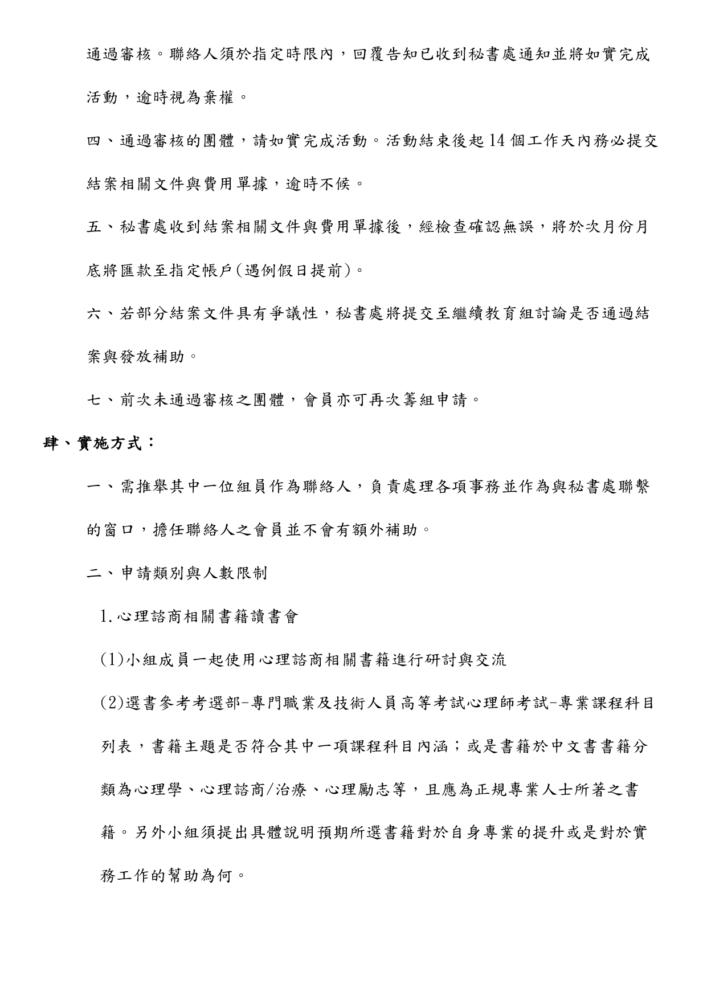 通過審核。聯絡人須於指定時限內，回覆告知已收到秘書處通知並將如實完成
活動，逾時視為棄權。
四、通過審核的團體，請如實完成活動。活動結束後起 14 個工作天內務必提交
結案相關文件與費用單據，逾時不候。
五、秘書處收到結案相關文件與費用單據後，經檢查確認無誤，將於次月份月
底將匯款至指定帳戶(遇例假日提前)。
六、若部分結案文件具有爭議性，秘書處將提交至繼續教育組討論是否通過結
案與發放補助。
七、前次未通過審核之團體，會員亦可再次籌組申請。
肆、實施方式：
一、需推舉其中一位組員作為聯絡人，負責處理各項事務並作為與秘書處聯繫
的窗口，擔任聯絡人之會員並不會有額外補助。
二、申請類別與人數限制
1.心理諮商相關書籍讀書會
(1)小組成員一起使用心理諮商相關書籍進行研討與交流
(2)選書參考考選部-專門職業及技術人員高等考試心理師考試-專業課程科目
列表，書籍主題是否符合其中一項課程科目內涵；或是書籍於中文書書籍分
類為心理學、心理諮商/治療、心理勵志等，且應為正規專業人士所著之書
籍。另外小組須提出具體說明預期所選書籍對於自身專業的提升或是對於實
務工作的幫助為何。